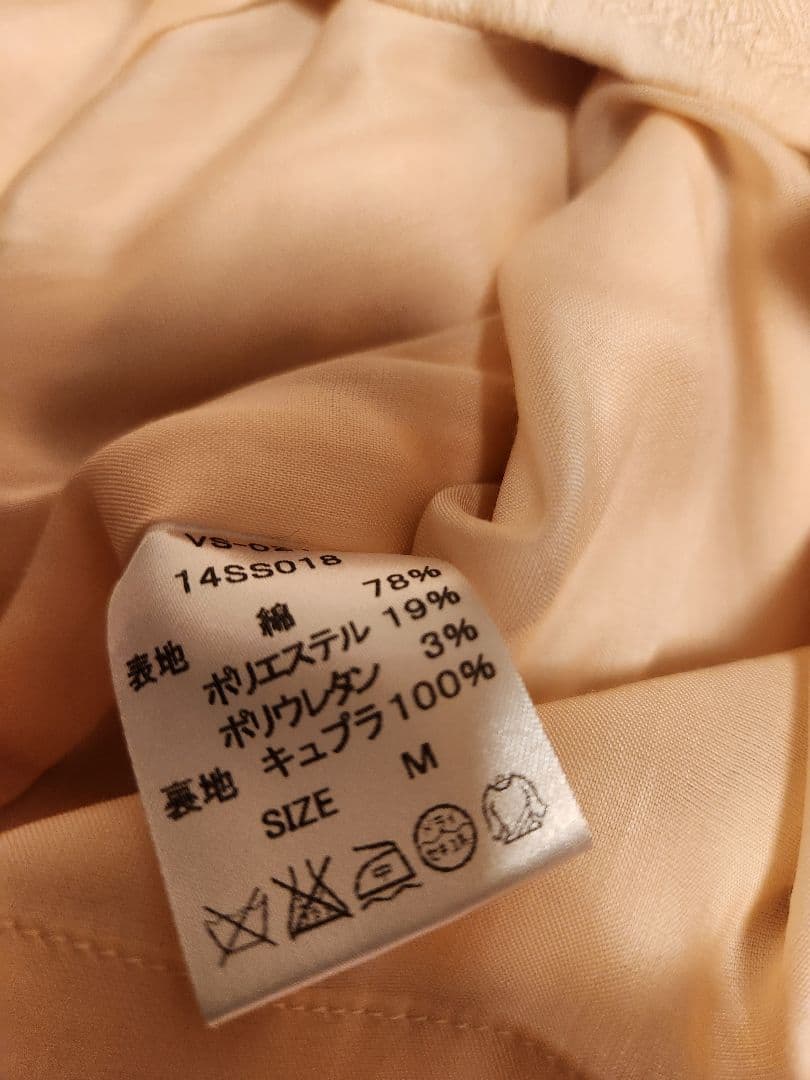 14SS018
表地 綿 78%
ポリエステル 19%
ポリウレタン 3%
裏地 キュプラ 100%
SIZE M
中